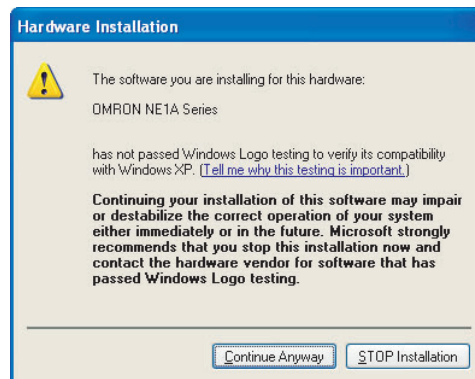 Hardware Installation
The software you are installing for this hardware:
OMRON NE1A Series
has not passed Windows Logo testing to verify its compatibility
with Windows XP. (Tell me why this testing is important.)
Continuing your installation of this software may impair
or destabilize the correct operation of your system
either immediately or in the future. Microsoft strongly
recommends that you stop this installation now and
contact the hardware vendor for software that has
passed Windows Logo testing.
Continue Anyway
STOP Installation